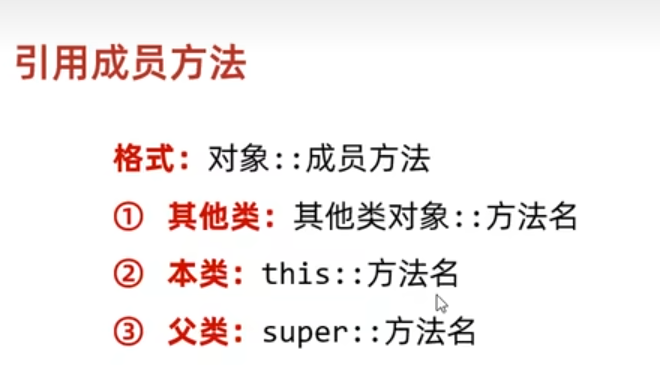 引用成员方法
格式：对象::成员方法
① 其他类：其他类对象::方法名
② 本类：this::方法名
③ 父类：super::方法名